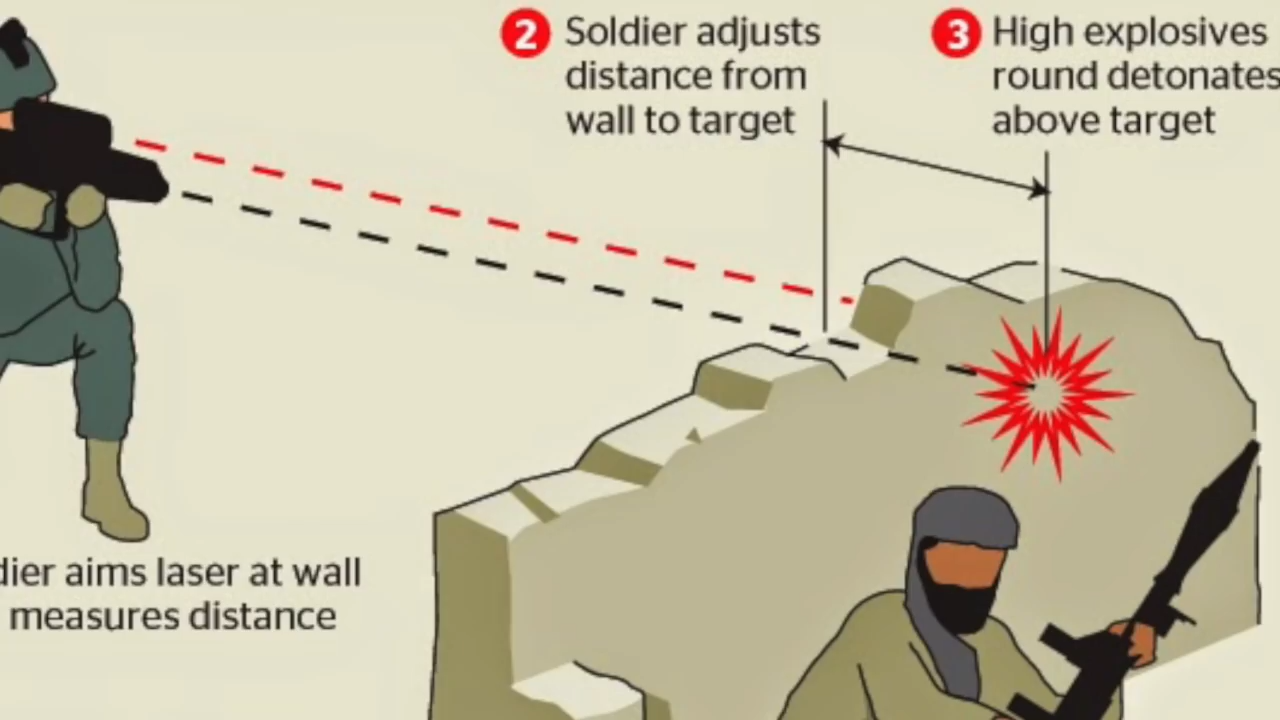 2 Soldier adjusts
distance from
wall to target
3 High explosives
round detonates
above target
dier aims laser at wall
measures distance